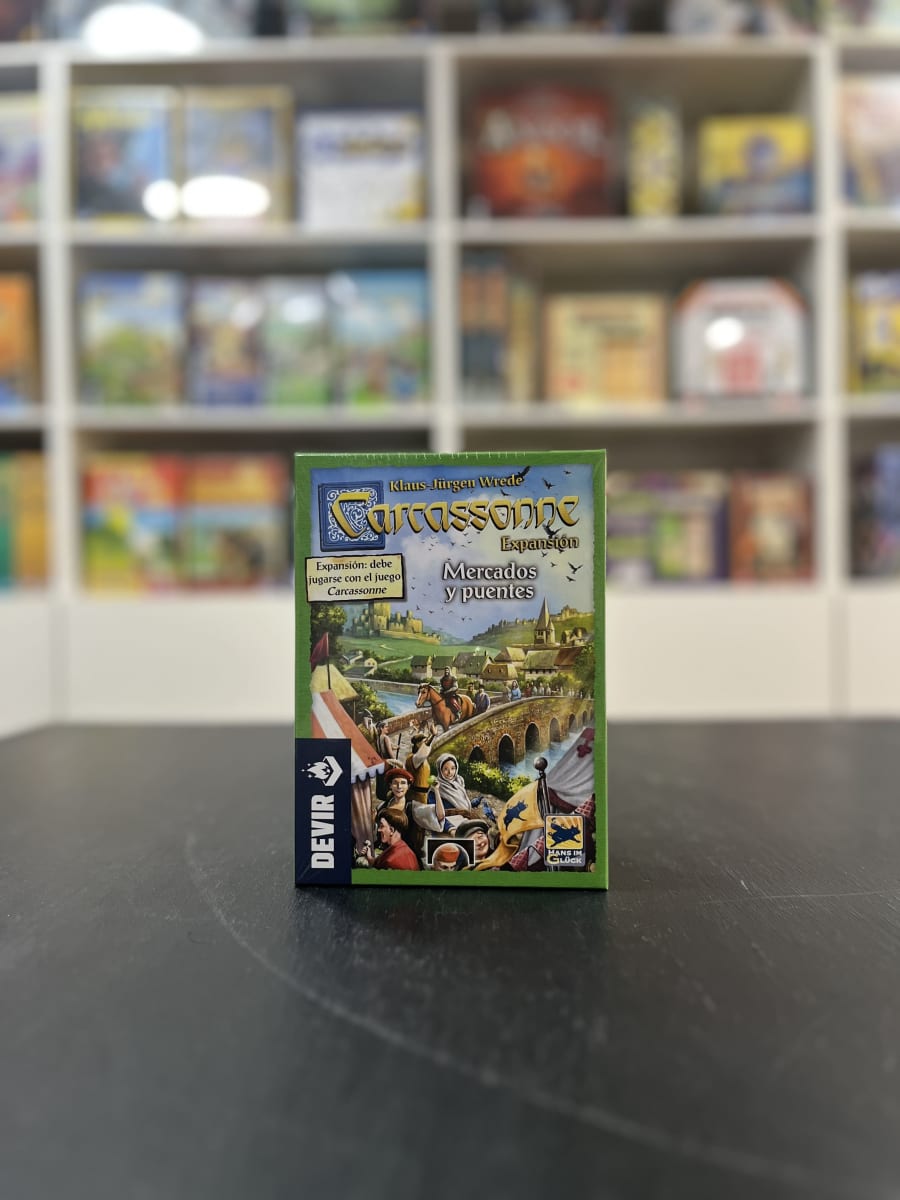 Klaus-Jürgen Wrede
Carcassonne
Expansión
Expansión: debe
jugarse con el juego
Carcassonne
Mercados
y puentes
DEVIR
HANS IM
GLÜCK